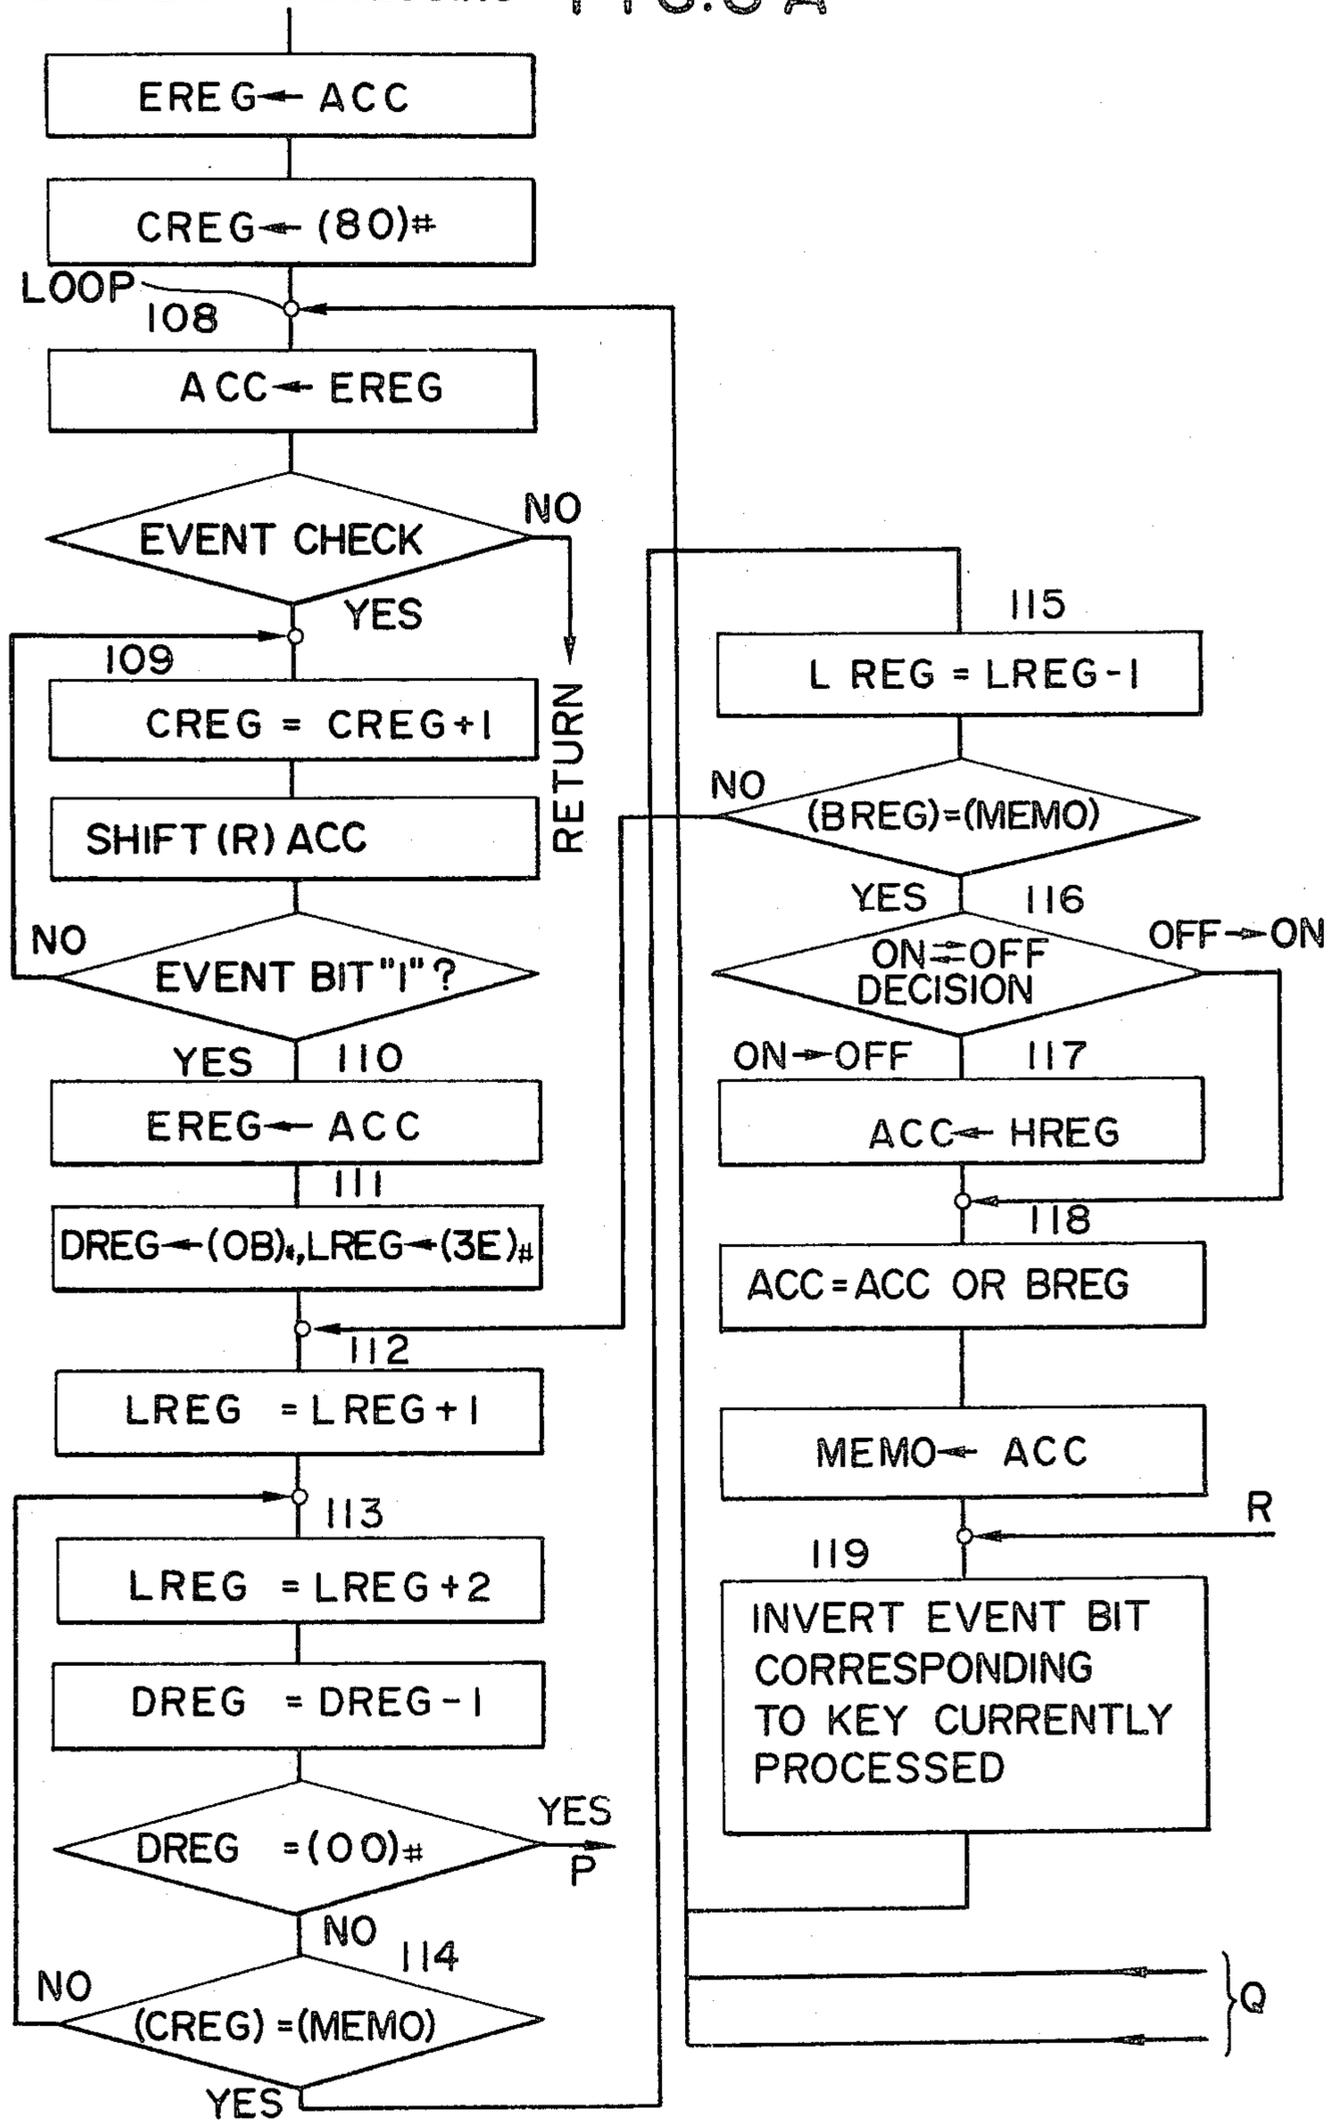 FIG.8A
EREG← ACC
CREG← (80)#
LOOP
108
ACC← EREG
EVENT CHECK
NO
YES
RETURN
109
CREG = CREG+1
SHIFT (R) ACC
NO
EVENT BIT "1"?
YES
110
EREG← ACC
111
DREG←(0B)#,LREG←(3E)#
112
LREG = LREG+1
113
LREG = LREG+2
DREG = DREG-1
DREG =(00)#
YES
P
NO
114
NO
(CREG)=(MEMO)
YES
115
L REG = LREG-1
NO
(BREG)=(MEMO)
YES
116
ON⇄OFF
DECISION
OFF→ON
ON→OFF
117
ACC← HREG
118
ACC=ACC OR BREG
MEMO← ACC
R
119
INVERT EVENT BIT
CORRESPONDING
TO KEY CURRENTLY
PROCESSED
Q